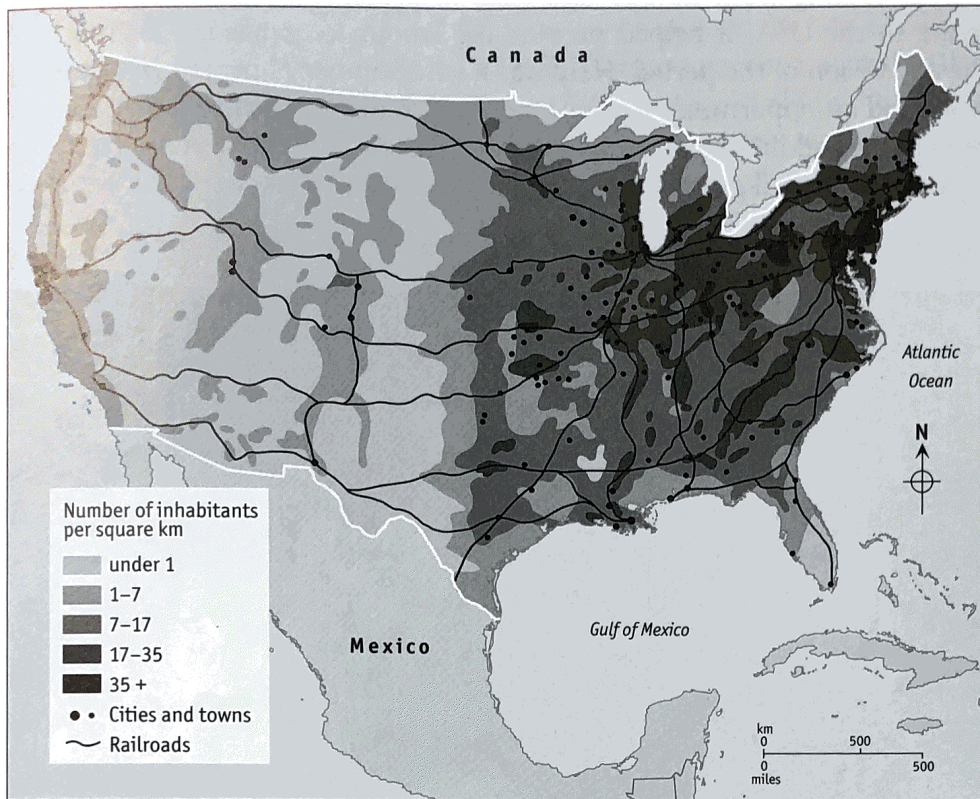 Canada
Atlantic
Ocean
N
Number of inhabitants
per square km
under 1
1–7
7–17
17–35
35 +
Cities and towns
Railroads
Mexico
Gulf of Mexico
km
0 500
0 500
miles